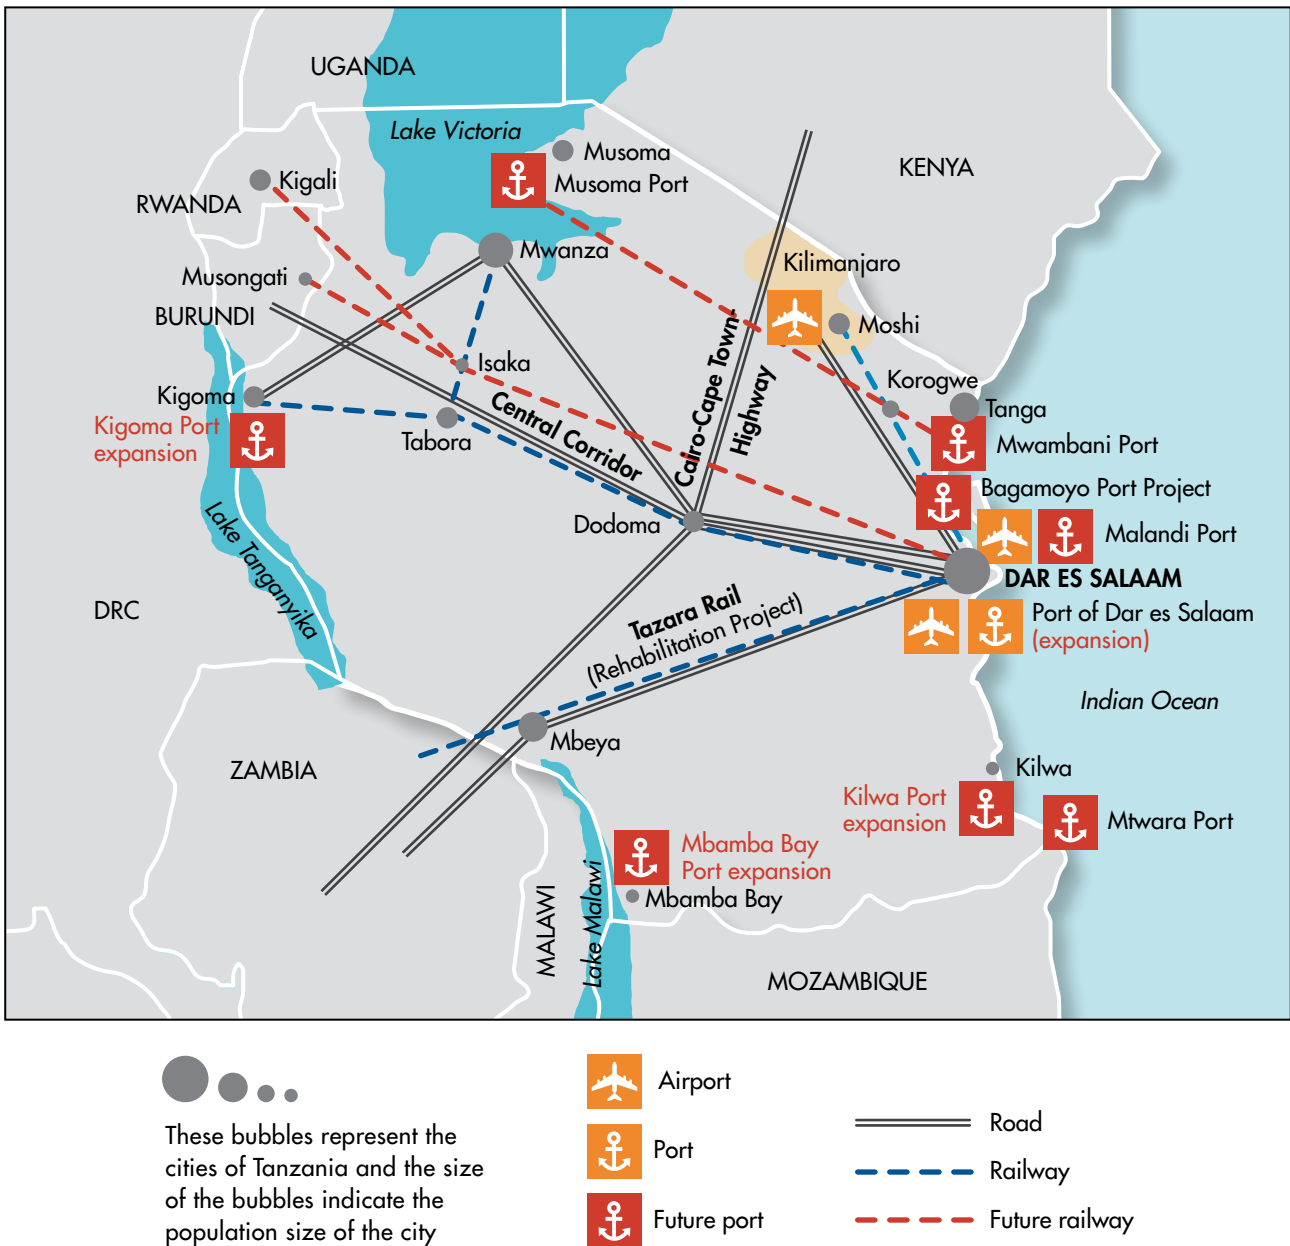 UGANDA
Lake Victoria
Musoma
Musoma Port
KENYA
Kigali
RWANDA
Mwanza
Kilimanjaro
Musongati
BURUNDI
Moshi
Isaka
Cairo-Cape Town-
Highway
Korogwe
Kigoma
Tanga
Kigoma Port
expansion
Tabora
Central Corridor
Mwambani Port
Bagamoyo Port Project
Dodoma
Malandi Port
Lake Tanganyika
DAR ES SALAAM
DRC
Tazara Rail
(Rehabilitation Project)
Port of Dar es Salaam
(expansion)
Indian Ocean
Mbeya
ZAMBIA
Kilwa
Kilwa Port
expansion
Mtwara Port
Mbamba Bay
Port expansion
Mbamba Bay
MALAWI
Lake Malawi
MOZAMBIQUE
These bubbles represent the
cities of Tanzania and the size
of the bubbles indicate the
population size of the city
Airport
Port
Future port
Road
Railway
Future railway